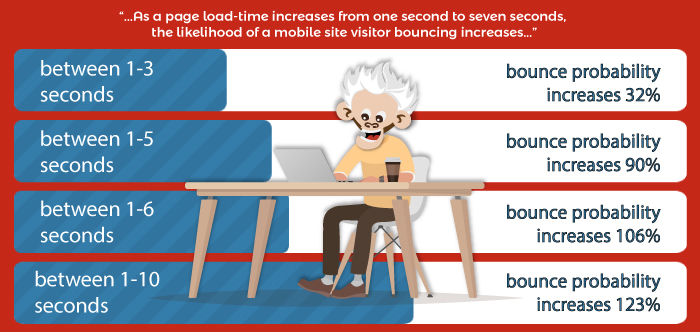 “...As a page load-time increases from one second to seven seconds,
the likelihood of a mobile site visitor bouncing increases...”
between 1-3
seconds
bounce probability
increases 32%
between 1-5
seconds
bounce probability
increases 90%
between 1-6
seconds
bounce probability
increases 106%
between 1-10
seconds
bounce probability
increases 123%